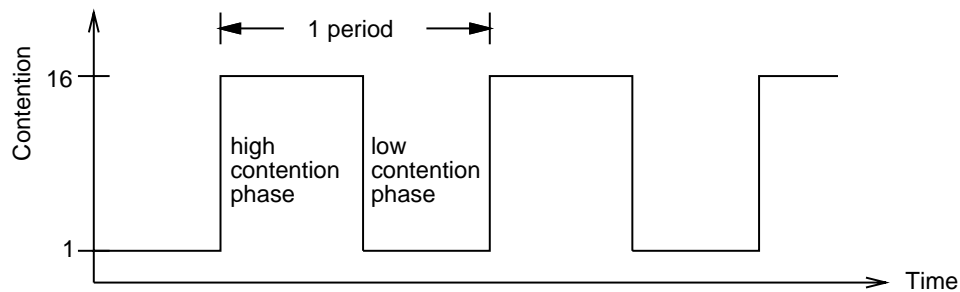 1 period
Contention
16
high
contention
phase
low
contention
phase
1
Time